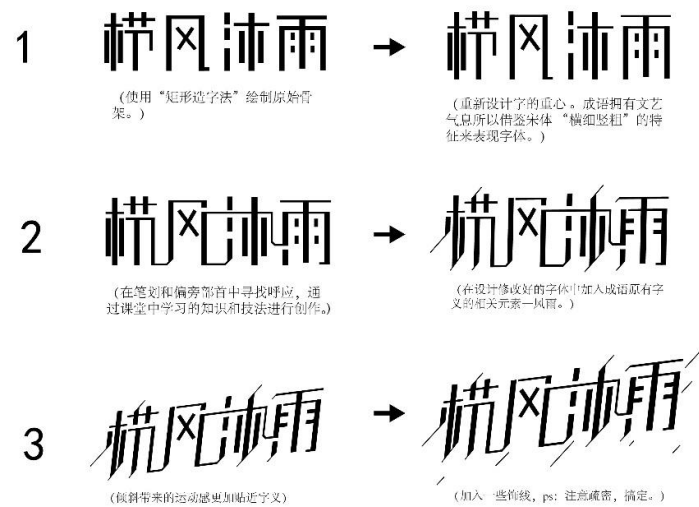 1
栉风沐雨
栉风沐雨
（使用“矩形造字法”绘制原始骨
架。）
（重新设计字的重心。成语拥有文艺
气息所以借鉴宋体“横细竖粗”的特
征来表现字体。）
2
栉风沐雨
栉风沐雨
（在笔划和偏旁部首中寻找呼应，通
过课堂中学习的知识和技法进行创作。）
（在设计修改好的字体中加入成语原有字
义的相关元素—风雨。）
3
栉风沐雨
栉风沐雨
（倾斜带来的运动感更加贴近字义）
（加入一些饰线，ps：注意疏密，搞定。）